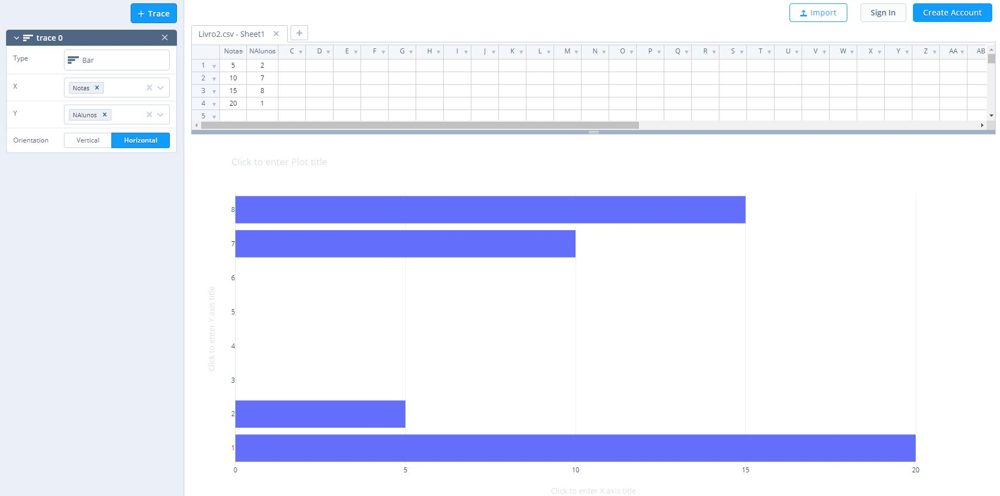 + Trace
Import
Sign In
Create Account
trace 0
Type
Bar
X
Notas
Y
NAlunos
Orientation
Vertical
Horizontal
Livro2.csv - Sheet1
+
Notas NAlunos C D E F G H I J K L M N O P Q R S T U V W X Y Z AA AB
1 5 2
2 10 7
3 15 8
4 20 1
5
Click to enter Plot title
8
7
6
5
4
3
2
1
Click to enter Y axis title
0 5 10 15 20
Click to enter X axis title